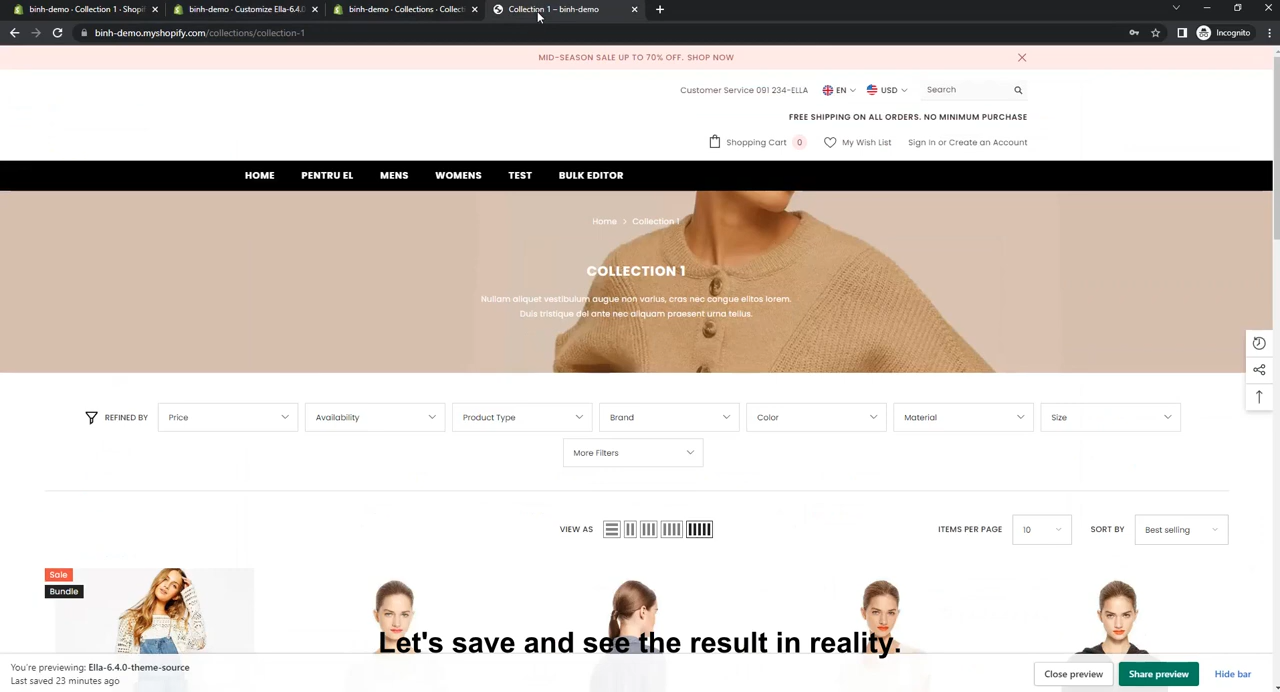 binh-demo · Collection 1 · Shopif
binh-demo · Customize Ella-6.4.0
binh-demo · Collections · Collecti
Collection 1 – binh-demo
binh-demo.myshopify.com/collections/collection-1
Incognito
MID-SEASON SALE UP TO 70% OFF. SHOP NOW
Customer Service 091 234-ELLA
EN
USD
Search
FREE SHIPPING ON ALL ORDERS. NO MINIMUM PURCHASE
Shopping Cart 0
My Wish List
Sign in or Create an Account
HOME PENTRU EL MENS WOMENS TEST BULK EDITOR
Home > Collection 1
COLLECTION 1
Nullam aliquet vestibulum augue non varius, cras nec congue elitos lorem.
Duis tristique del ante nec aliquam praesent urna tellus.
REFINED BY
Price
Availability
Product Type
Brand
Color
Material
Size
More Filters
VIEW AS
ITEMS PER PAGE
10
SORT BY
Best selling
Sale
Bundle
Let's save and see the result in reality.
You're previewing: Ella-6.4.0-theme-source
Last saved 23 minutes ago
Close preview
Share preview
Hide bar